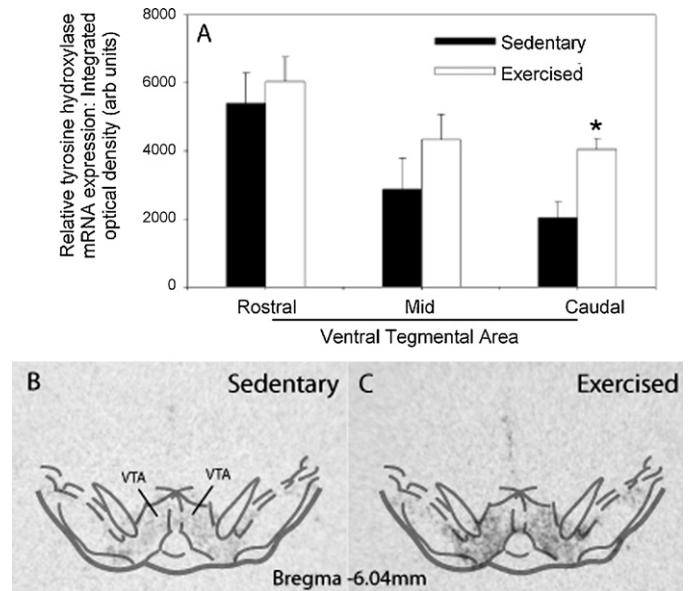 A
Sedentary
Exercised
*
Relative tyrosine hydroxylase
mRNA expression: Integrated
optical density (arb units)
8000
6000
4000
2000
0
Rostral Mid Caudal
Ventral Tegmental Area
B Sedentary
VTA VTA
C Exercised
Bregma -6.04mm